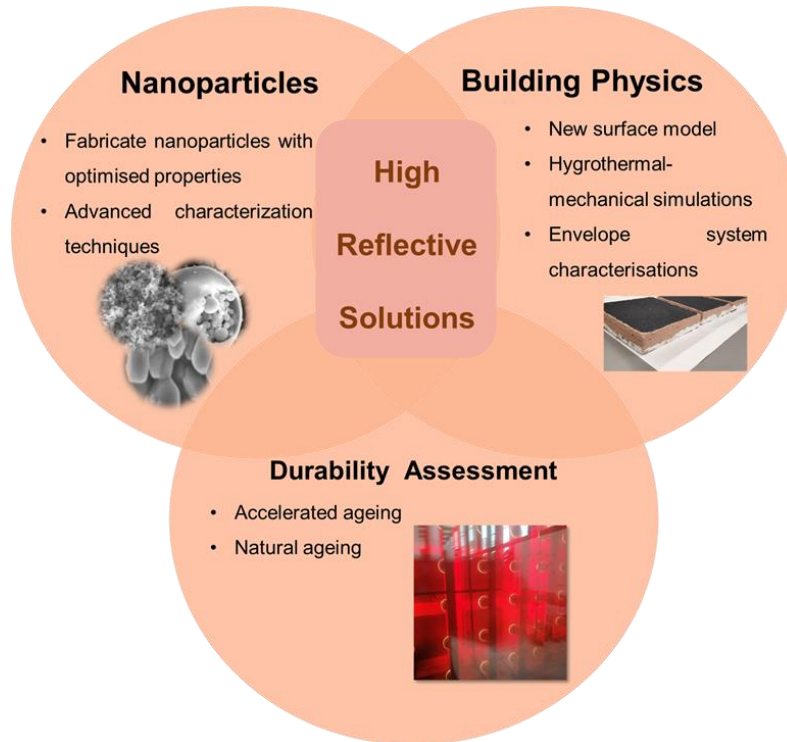 Nanoparticles
• Fabricate nanoparticles with
optimised properties
• Advanced characterization
techniques
Building Physics
• New surface model
• Hygrothermal-
mechanical simulations
• Envelope system
characterisations
High
Reflective
Solutions
Durability Assessment
• Accelerated ageing
• Natural ageing